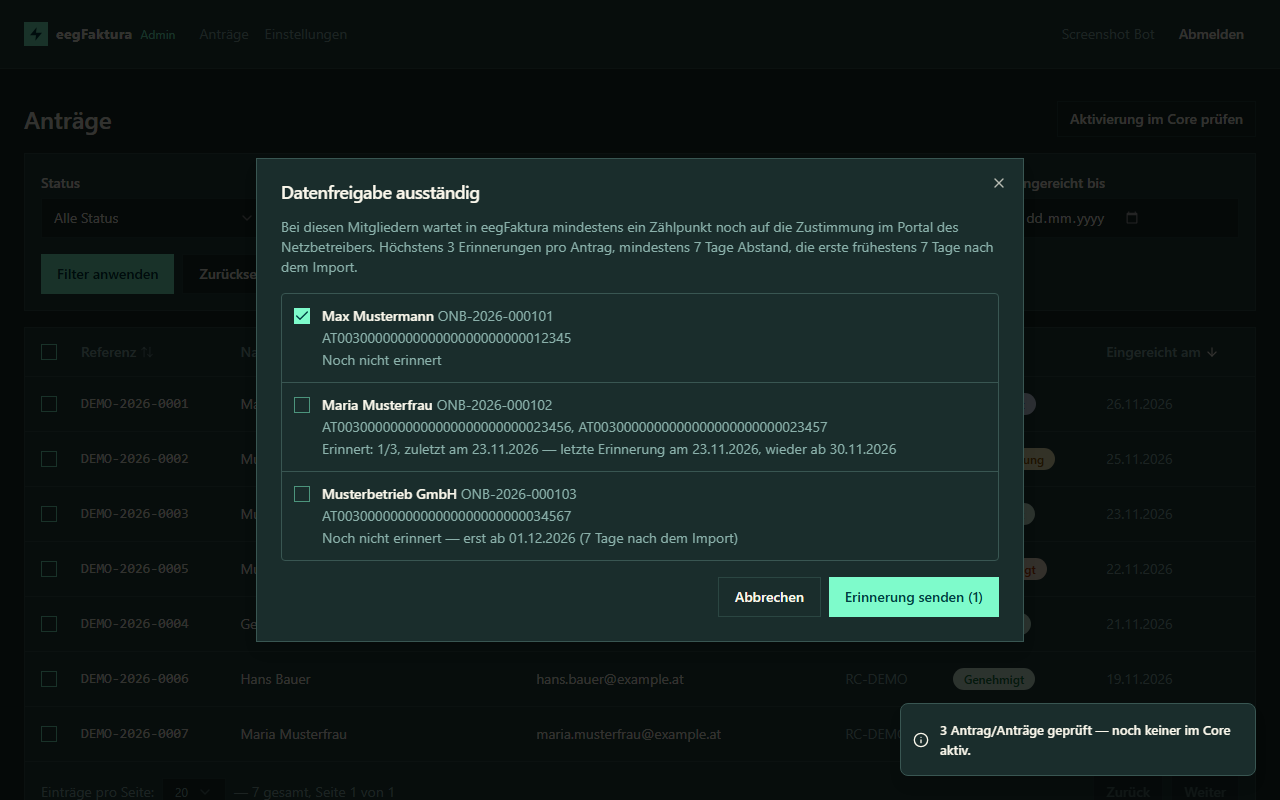 eegFaktura Admin Anträge Einstellungen Screenshot Bot Abmelden
Anträge
Aktivierung im Core prüfen
Status
ngereicht bis
Alle Status
dd.mm.yyyy
Filter anwenden
Datenfreigabe ausständig
Bei diesen Mitgliedern wartet in eegFaktura mindestens ein Zählpunkt noch auf die Zustimmung im Portal des
Netzbetreibers. Höchstens 3 Erinnerungen pro Antrag, mindestens 7 Tage Abstand, die erste frühestens 7 Tage nach
dem Import.
Max Mustermann ONB-2026-000101
AT0030000000000000000000000012345
Noch nicht erinnert
Maria Musterfrau ONB-2026-000102
AT0030000000000000000000000023456, AT0030000000000000000000000023457
Erinnert: 1/3, zuletzt am 23.11.2026 — letzte Erinnerung am 23.11.2026, wieder ab 30.11.2026
Musterbetrieb GmbH ONB-2026-000103
AT0030000000000000000000000034567
Noch nicht erinnert — erst ab 01.12.2026 (7 Tage nach dem Import)
Abbrechen
Erinnerung senden (1)
Referenz
Eingereicht am
DEMO-2026-0001 26.11.2026
DEMO-2026-0002 25.11.2026
DEMO-2026-0003 23.11.2026
DEMO-2026-0005 22.11.2026
DEMO-2026-0004 21.11.2026
DEMO-2026-0006 Hans Bauer hans.bauer@example.at RC-DEMO Genehmigt 19.11.2026
DEMO-2026-0007 Maria Musterfrau maria.musterfrau@example.at
3 Antrag/Anträge geprüft — noch keiner im Core
aktiv.
Einträge pro Seite: 20 — 7 gesamt, Seite 1 von 1 Zurück Weiter